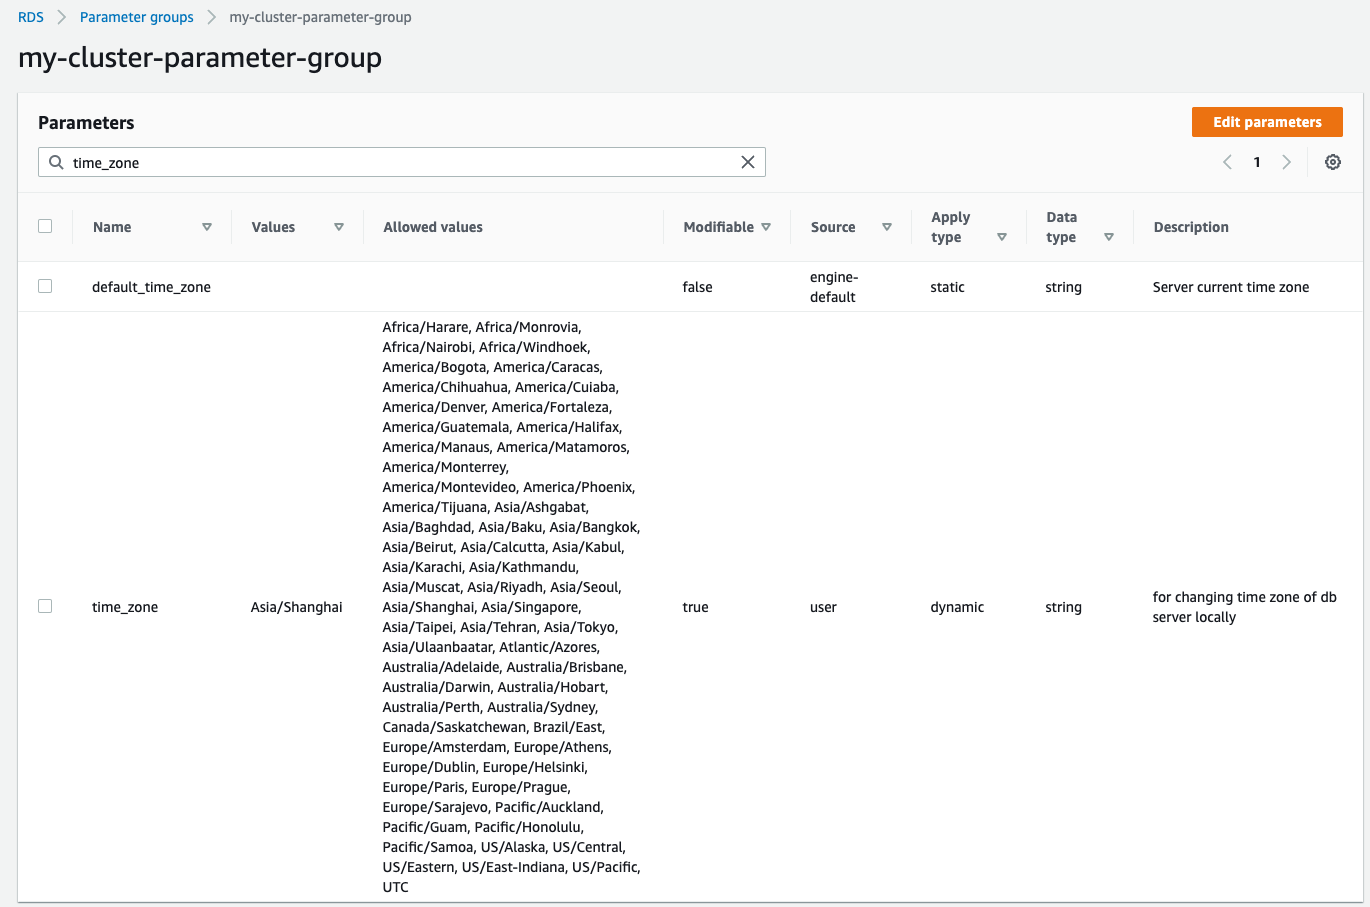 RDS > Parameter groups > my-cluster-parameter-group
my-cluster-parameter-group
Parameters
Edit parameters
time_zone
1
Name
Values
Allowed values
Modifiable
Source
Apply
type
Data
type
Description
default_time_zone
false
engine-
default
static
string
Server current time zone
time_zone
Asia/Shanghai
Africa/Harare, Africa/Monrovia,
Africa/Nairobi, Africa/Windhoek,
America/Bogota, America/Caracas,
America/Chihuahua, America/Cuiaba,
America/Denver, America/Fortaleza,
America/Guatemala, America/Halifax,
America/Manaus, America/Matamoros,
America/Monterrey,
America/Montevideo, America/Phoenix,
America/Tijuana, Asia/Ashgabat,
Asia/Baghdad, Asia/Baku, Asia/Bangkok,
Asia/Beirut, Asia/Calcutta, Asia/Kabul,
Asia/Karachi, Asia/Kathmandu,
Asia/Muscat, Asia/Riyadh, Asia/Seoul,
Asia/Shanghai, Asia/Singapore,
Asia/Taipei, Asia/Tehran, Asia/Tokyo,
Asia/Ulaanbaatar, Atlantic/Azores,
Australia/Adelaide, Australia/Brisbane,
Australia/Darwin, Australia/Hobart,
Australia/Perth, Australia/Sydney,
Canada/Saskatchewan, Brazil/East,
Europe/Amsterdam, Europe/Athens,
Europe/Dublin, Europe/Helsinki,
Europe/Paris, Europe/Prague,
Europe/Sarajevo, Pacific/Auckland,
Pacific/Guam, Pacific/Honolulu,
Pacific/Samoa, US/Alaska, US/Central,
US/Eastern, US/East-Indiana, US/Pacific,
UTC
true
user
dynamic
string
for changing time zone of db
server locally